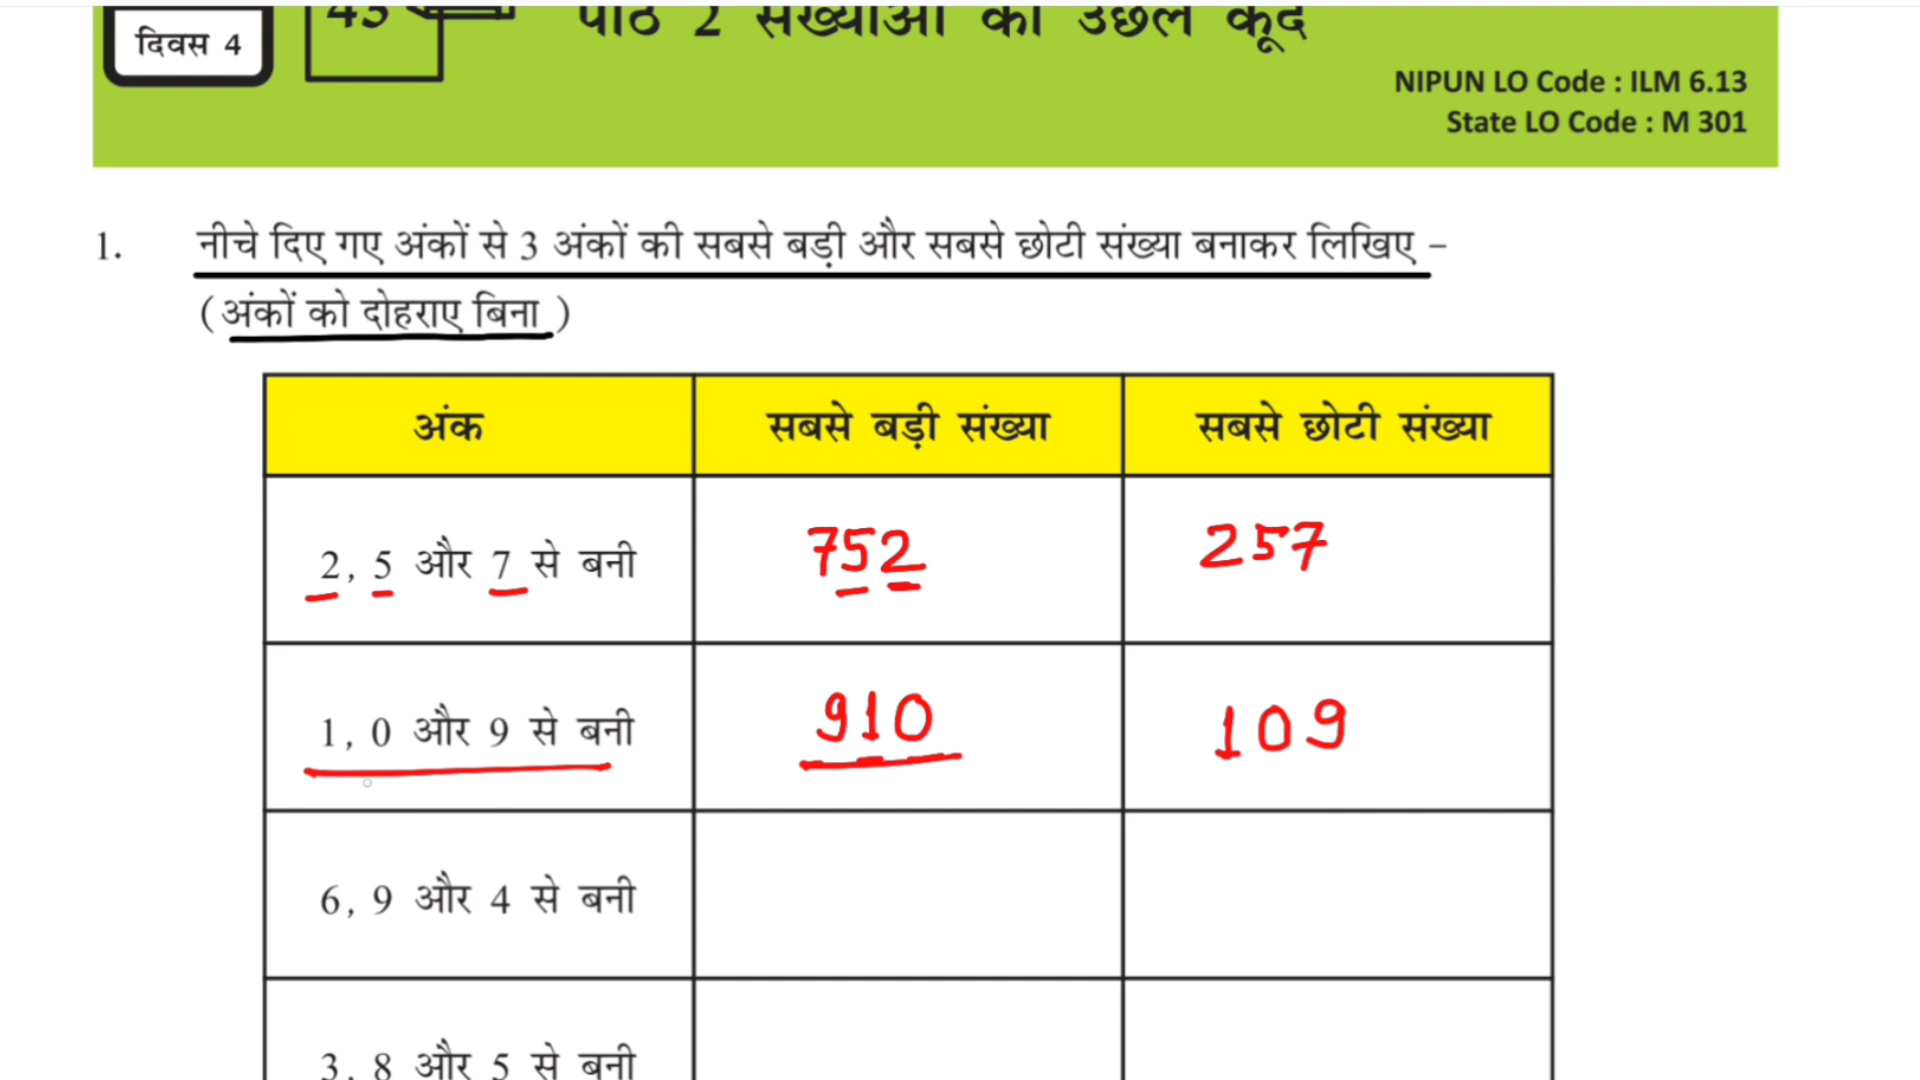 दिवस 4
43
पाठ 2 संख्याओं की उछल कूद
NIPUN LO Code : ILM 6.13
State LO Code : M 301
1. नीचे दिए गए अंकों से 3 अंकों की सबसे बड़ी और सबसे छोटी संख्या बनाकर लिखिए –
(अंकों को दोहराए बिना )
अंक सबसे बड़ी संख्या सबसे छोटी संख्या
2, 5 और 7 से बनी 752 257
1, 0 और 9 से बनी 910 109
6, 9 और 4 से बनी
3, 8 और 5 से बनी